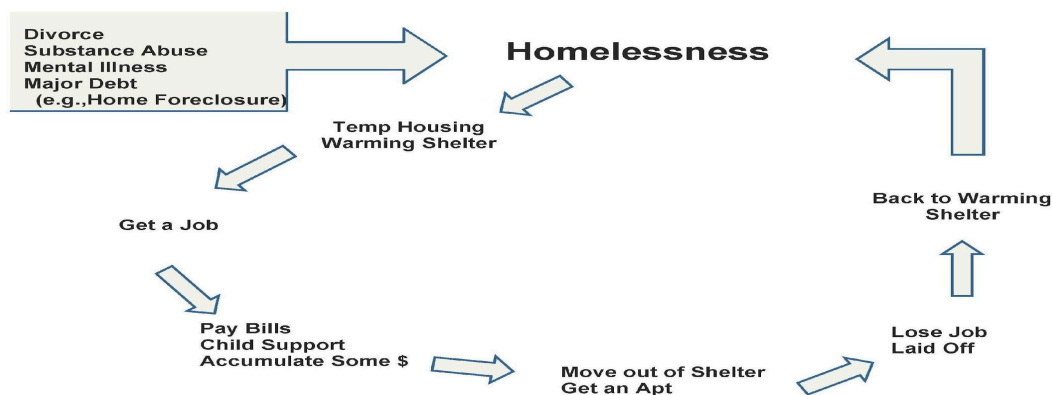 Divorce
Substance Abuse
Mental Illness
Major Debt
(e.g.,Home Foreclosure)
Homelessness
Temp Housing
Warming Shelter
Get a Job
Pay Bills
Child Support
Accumulate Some $
Move out of Shelter
Get an Apt
Lose Job
Laid Off
Back to Warming
Shelter